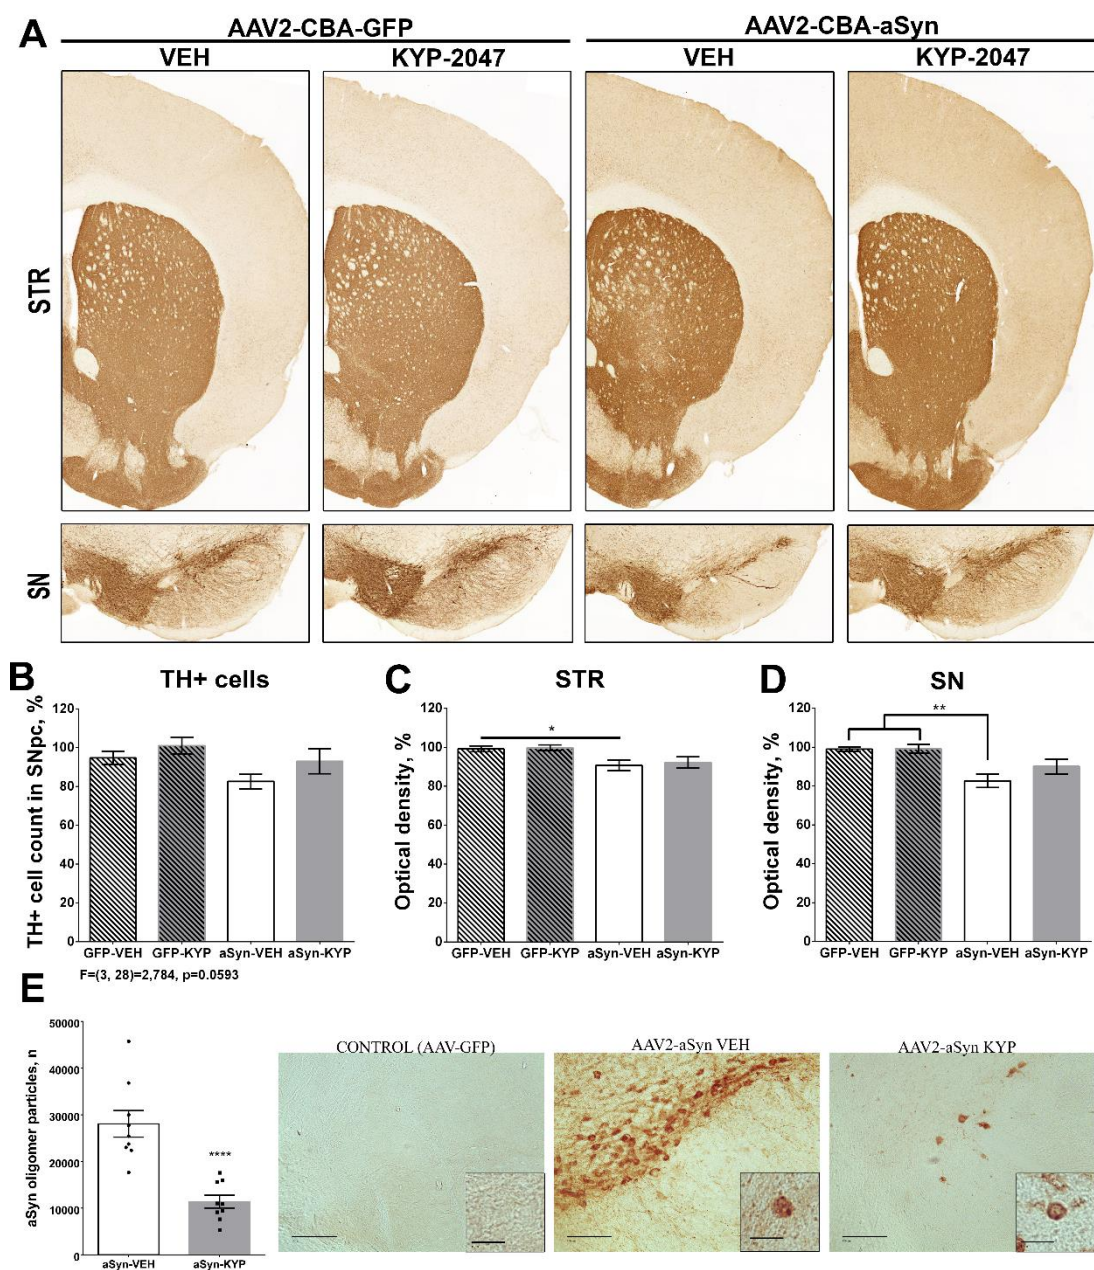 A
AAV2-CBA-GFP
AAV2-CBA-aSyn
VEH
KYP-2047
VEH
KYP-2047
STR
SN
B
TH+ cells
TH+ cell count in SNpc, %
120
100
80
60
40
20
0
GFP-VEH
GFP-KYP
aSyn-VEH
aSyn-KYP
F=(3, 28)=2,784, p=0.0593
C
STR
Optical density, %
120
100
80
60
40
20
0
*
GFP-VEH
GFP-KYP
aSyn-VEH
aSyn-KYP
D
SN
Optical density, %
120
100
80
60
40
20
0
**
GFP-VEH
GFP-KYP
aSyn-VEH
aSyn-KYP
E
aSyn oligomer particles, n
50000
40000
30000
20000
10000
0
****
aSyn-VEH
aSyn-KYP
CONTROL (AAV-GFP)
AAV2-aSyn VEH
AAV2-aSyn KYP